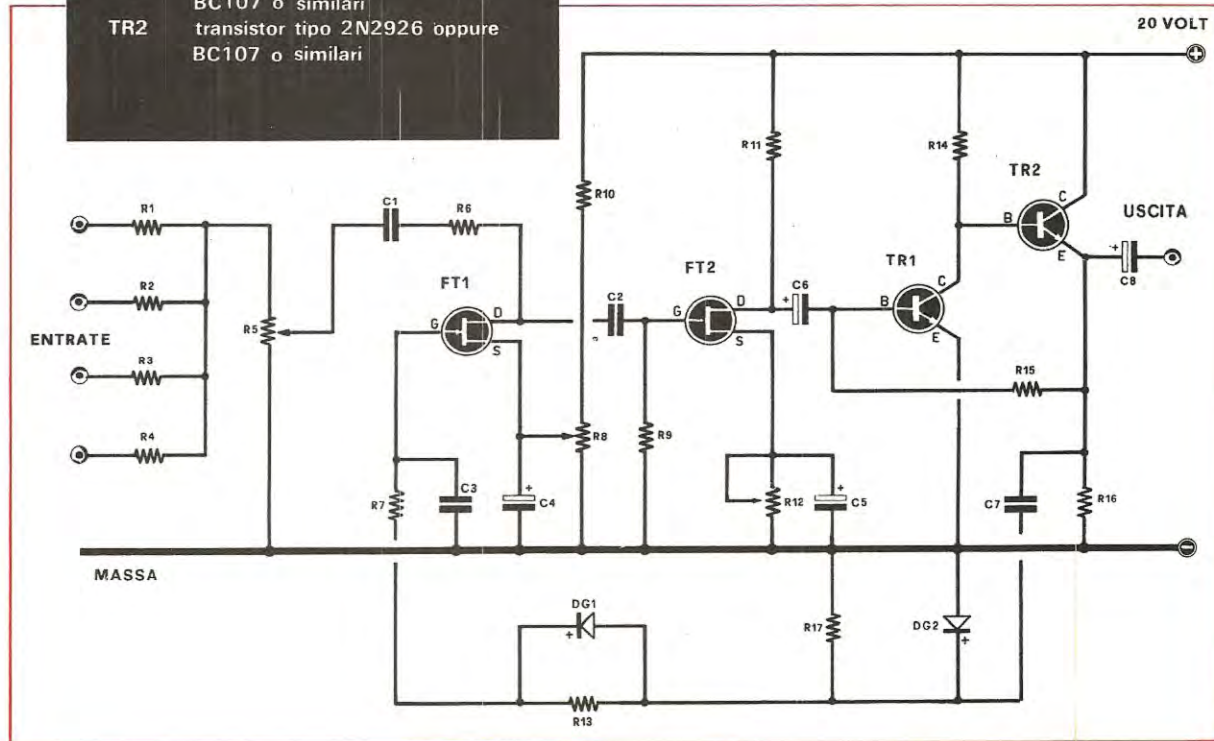 BC107 o similari
TR2 transistor tipo 2N2926 oppure
BC107 o similari
20 VOLT
+
R11
R14
TR2
R10
C
B
E
USCITA
+
C8
R1
C1
R6
R2
ENTRATE
R5
FT1
G
D
S
C2
FT2
G
D
S
+
C6
TR1
B
C
E
R3
R8
R9
R15
R4
R7
C3
+
C4
R12
+
C5
C7
R16
MASSA
-
DG1
+
R17
DG2
+
R13